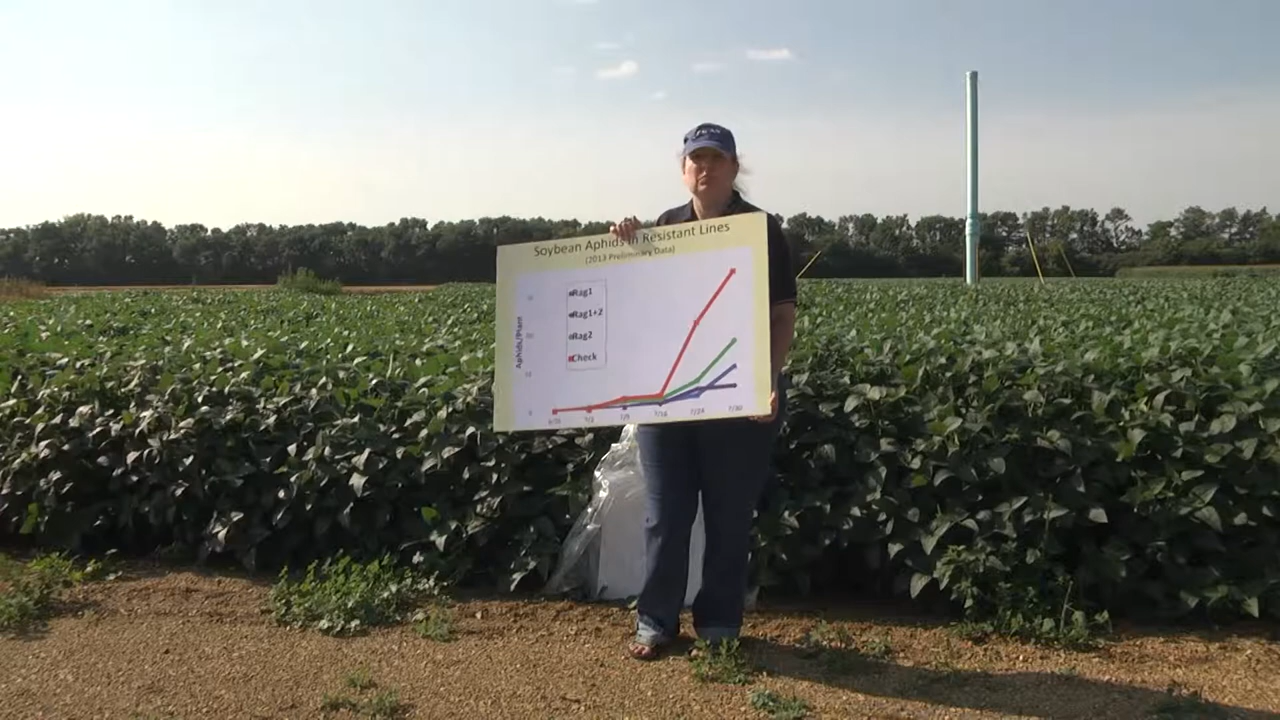 Soybean Aphids in Resistant Lines
(2013 Preliminary Data)
Rag1
Rag1+2
Rag2
Check
Aphids/Plant
7/24
7/30